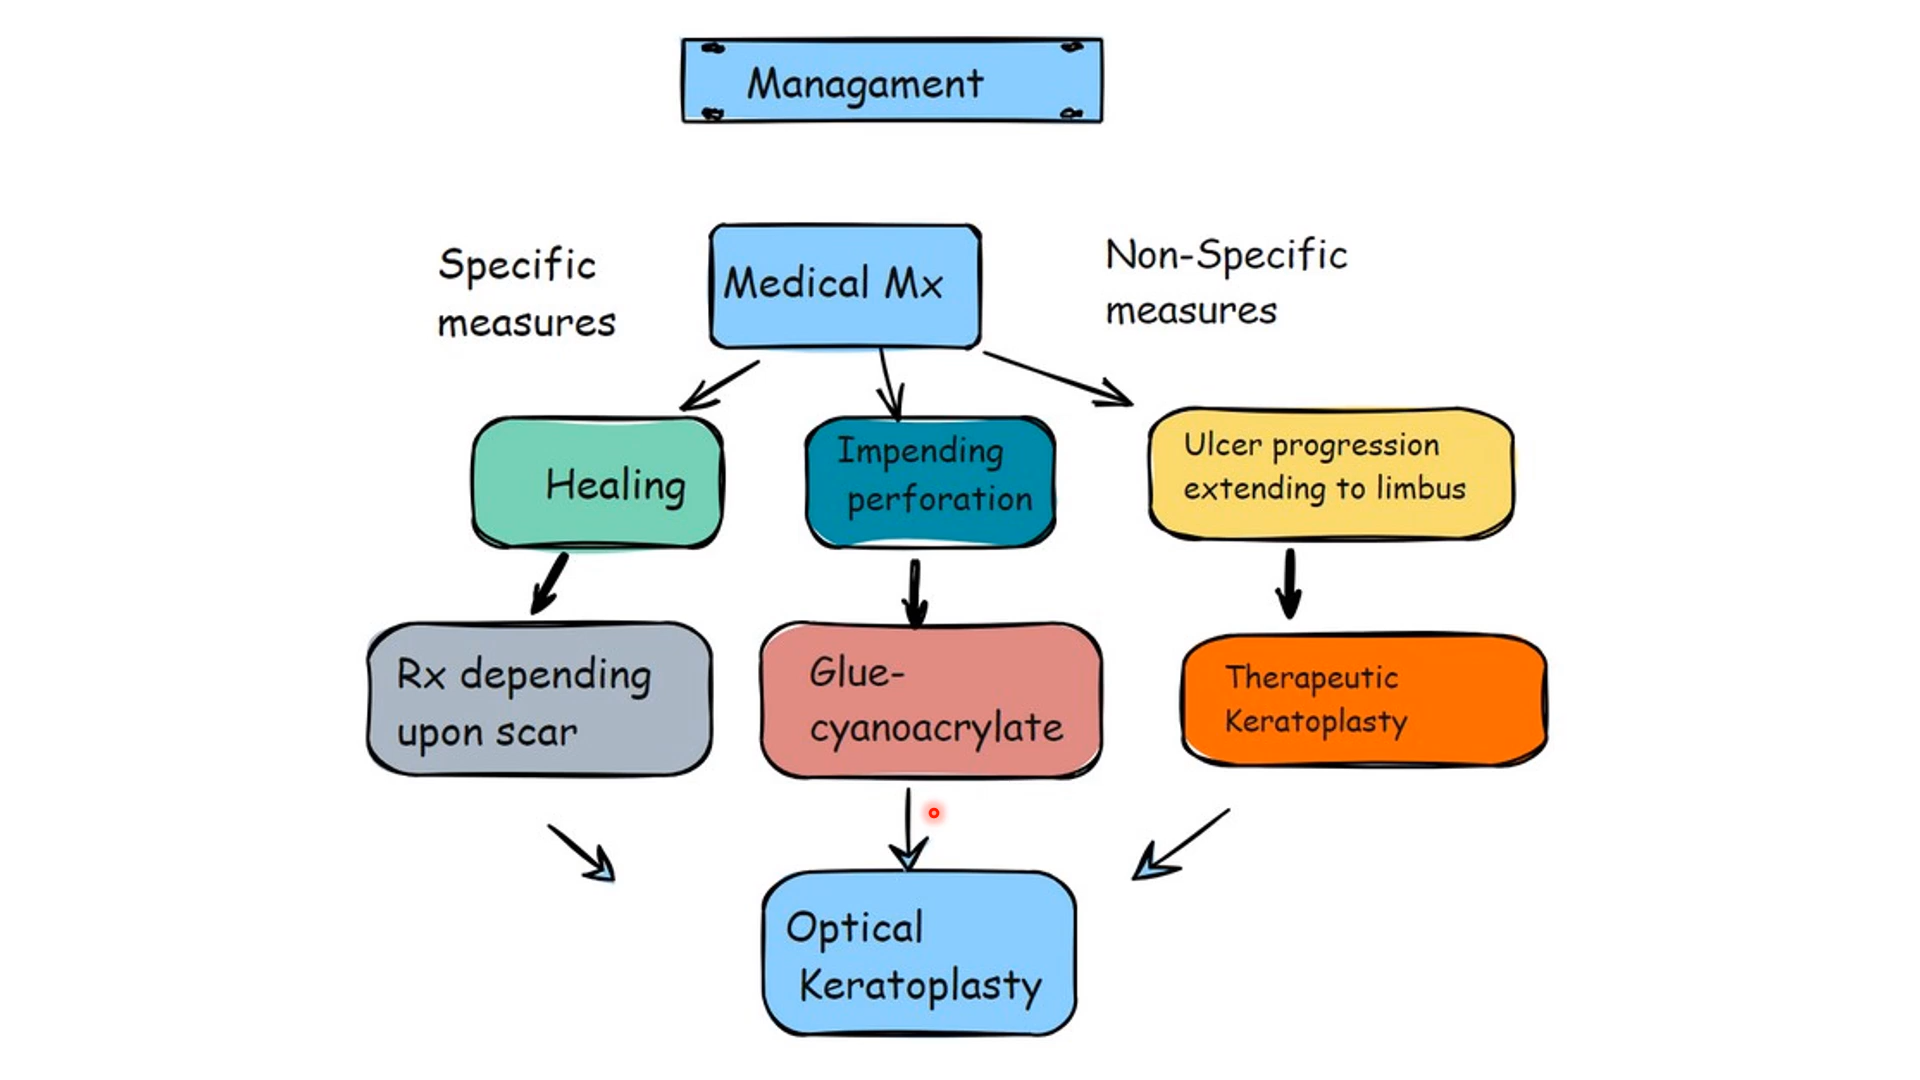 Managament
Specific
measures
Medical Mx
Non-Specific
measures
Healing
Impending
perforation
Ulcer progression
extending to limbus
Rx depending
upon scar
Glue-
cyanoacrylate
Therapeutic
Keratoplasty
Optical
Keratoplasty